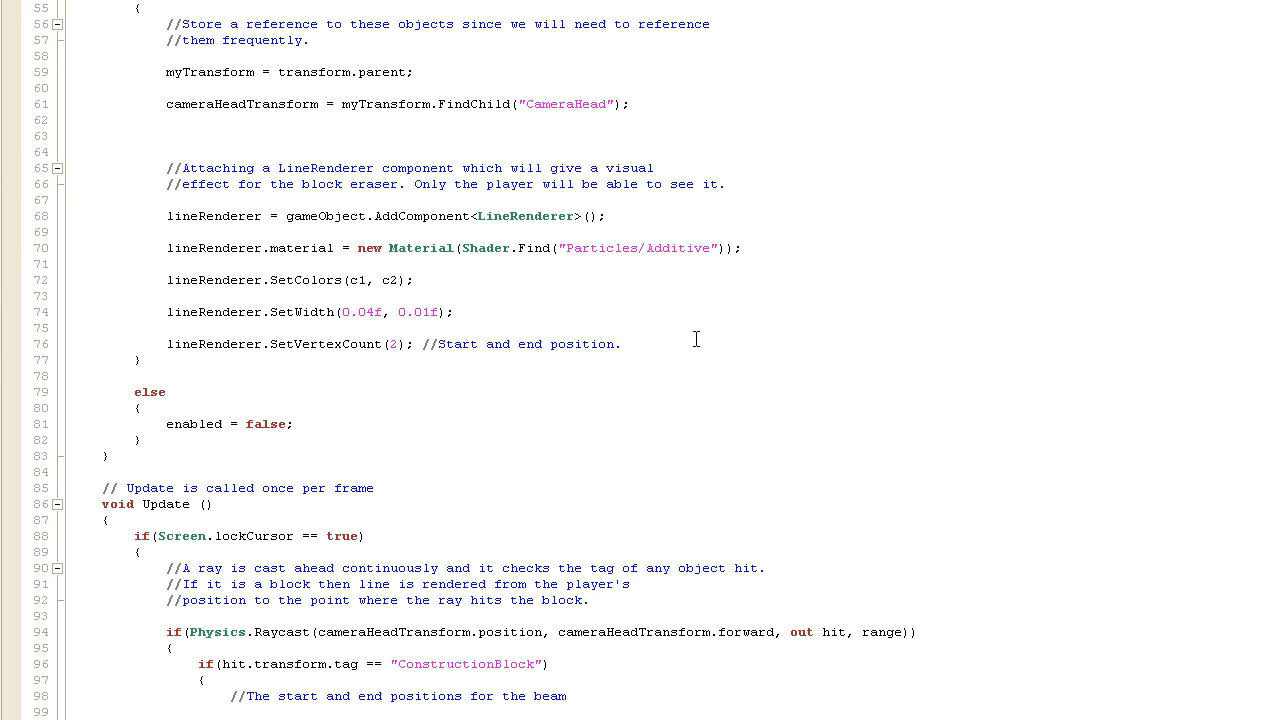 55 {
56 //Store a reference to these objects since we will need to reference
57 //them frequently.
58
59 myTransform = transform.parent;
60
61 cameraHeadTransform = myTransform.FindChild("CameraHead");
62
63
64
65 //Attaching a LineRenderer component which will give a visual
66 //effect for the block eraser. Only the player will be able to see it.
67
68 lineRenderer = gameObject.AddComponent<LineRenderer>();
69
70 lineRenderer.material = new Material(Shader.Find("Particles/Additive"));
71
72 lineRenderer.SetColors(c1, c2);
73
74 lineRenderer.SetWidth(0.04f, 0.01f);
75
76 lineRenderer.SetVertexCount(2); //Start and end position.
77 }
78
79 else
80 {
81 enabled = false;
82 }
83 }
84
85 // Update is called once per frame
86 void Update ()
87 {
88 if(Screen.lockCursor == true)
89 {
90 //A ray is cast ahead continuously and it checks the tag of any object hit.
91 //If it is a block then line is rendered from the player's
92 //position to the point where the ray hits the block.
93
94 if(Physics.Raycast(cameraHeadTransform.position, cameraHeadTransform.forward, out hit, range))
95 {
96 if(hit.transform.tag == "ConstructionBlock")
97 {
98 //The start and end positions for the beam
99